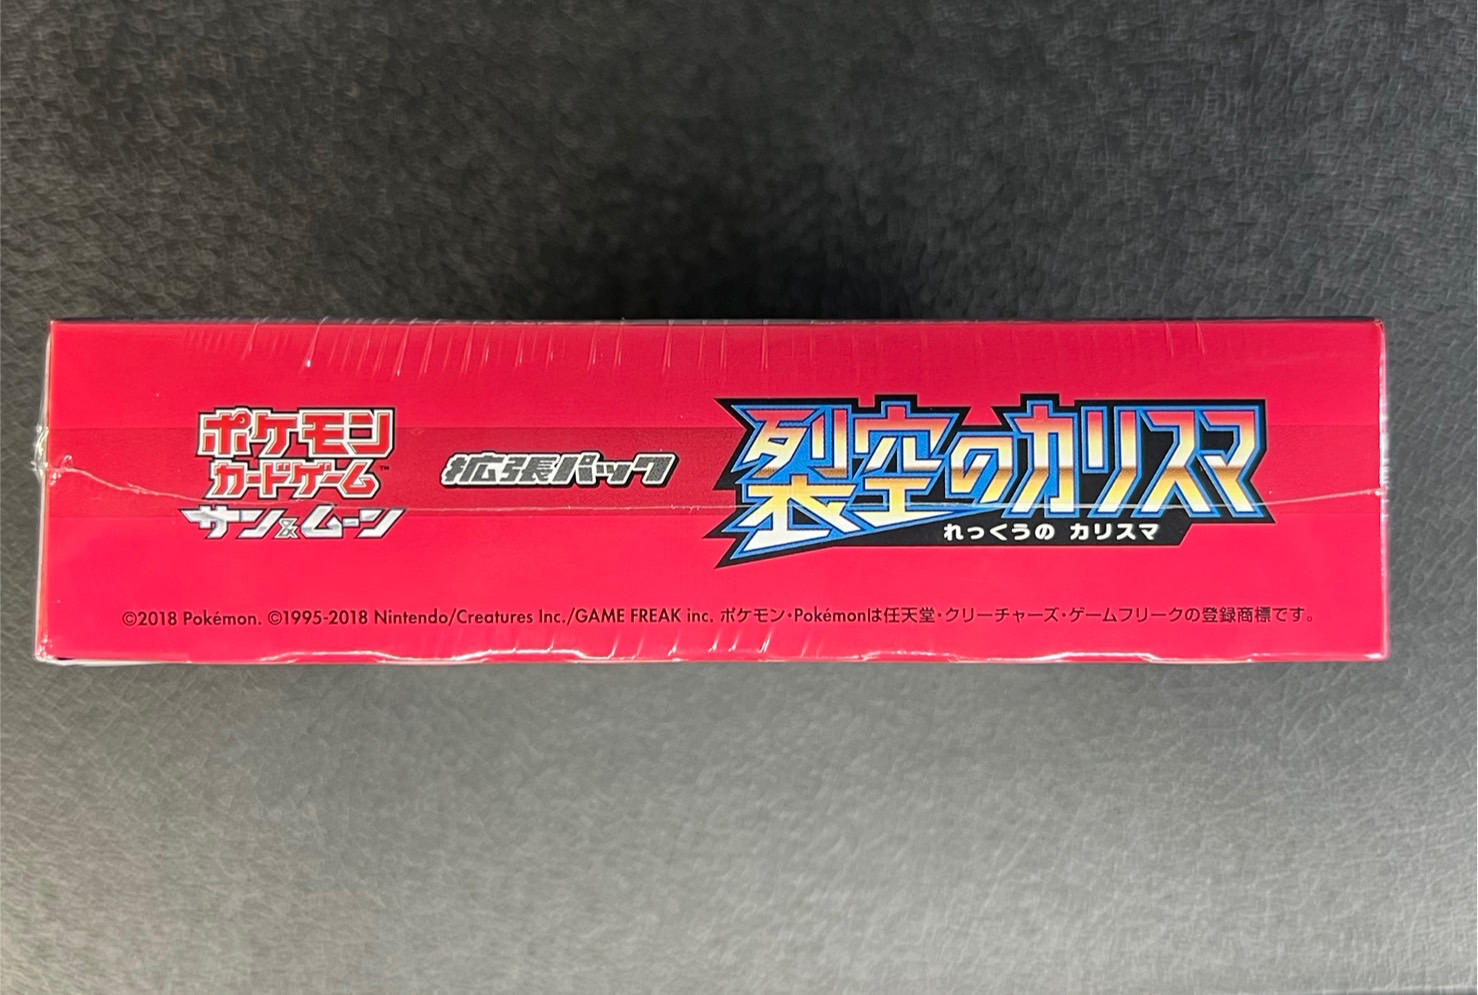 ポケモン
カードゲーム™
サン&ムーン
拡張パック
裂空のカリスマ
れっくうの カリスマ
©2018 Pokémon. ©1995-2018 Nintendo/Creatures Inc./GAME FREAK inc. ポケモン・Pokémonは任天堂・クリーチャーズ・ゲームフリークの登録商標です。